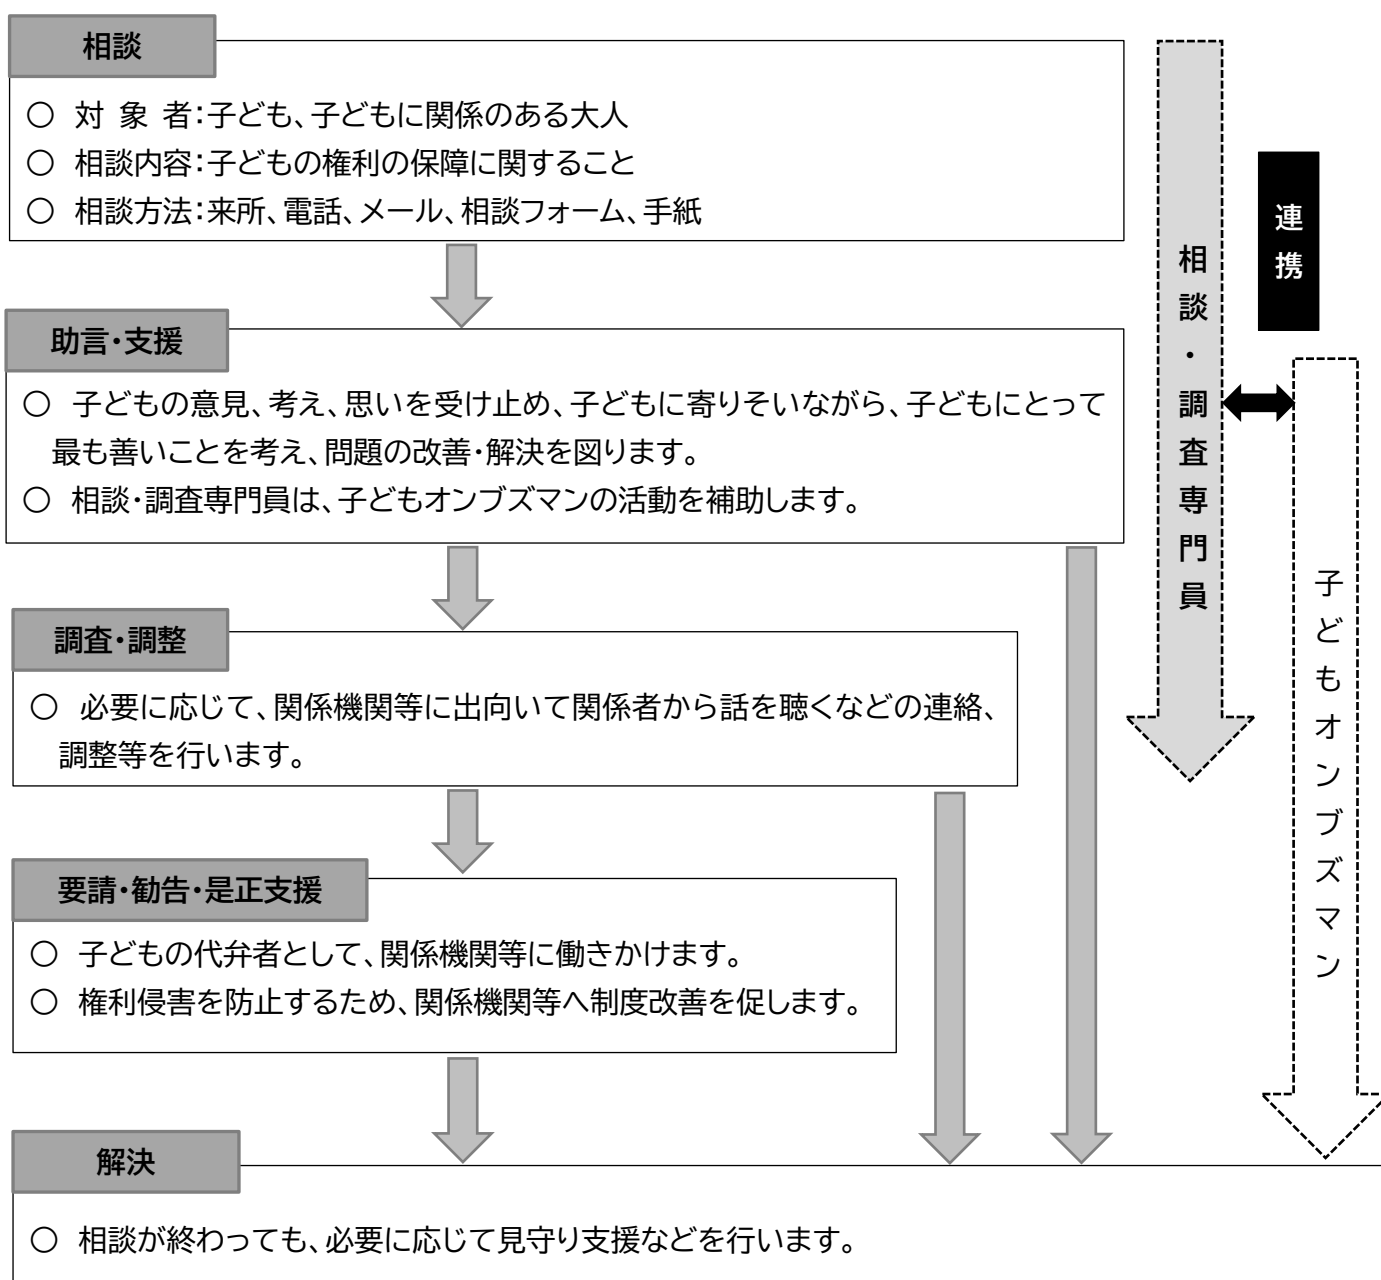 相談
○ 対象者：子ども、子どもに関係のある大人
○ 相談内容：子どもの権利の保障に関すること
○ 相談方法：来所、電話、メール、相談フォーム、手紙
助言・支援
○ 子どもの意見、考え、思いを受け止め、子どもに寄りそいながら、子どもにとって
最も善いことを考え、問題の改善・解決を図ります。
○ 相談・調査専門員は、子どもオンブズマンの活動を補助します。
調査・調整
○ 必要に応じて、関係機関等に出向いて関係者から話を聴くなどの連絡、
調整等を行います。
要請・勧告・是正支援
○ 子どもの代弁者として、関係機関等に働きかけます。
○ 権利侵害を防止するため、関係機関等へ制度改善を促します。
解決
○ 相談が終わっても、必要に応じて見守り支援などを行います。
相談・調査専門員
連携
子どもオンブズマン